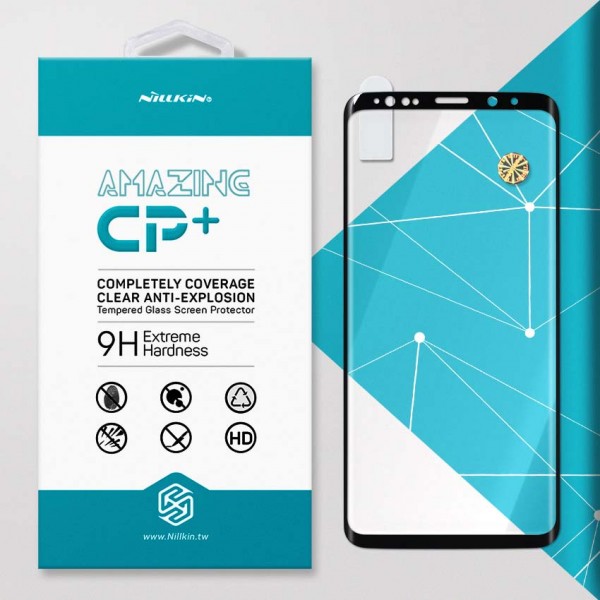 NILLKIN®
AMAZING
CP+
COMPLETELY COVERAGE
CLEAR ANTI-EXPLOSION
Tempered Glass Screen Protector
9H Extreme
Hardness
HD
www.Nillkin.tw